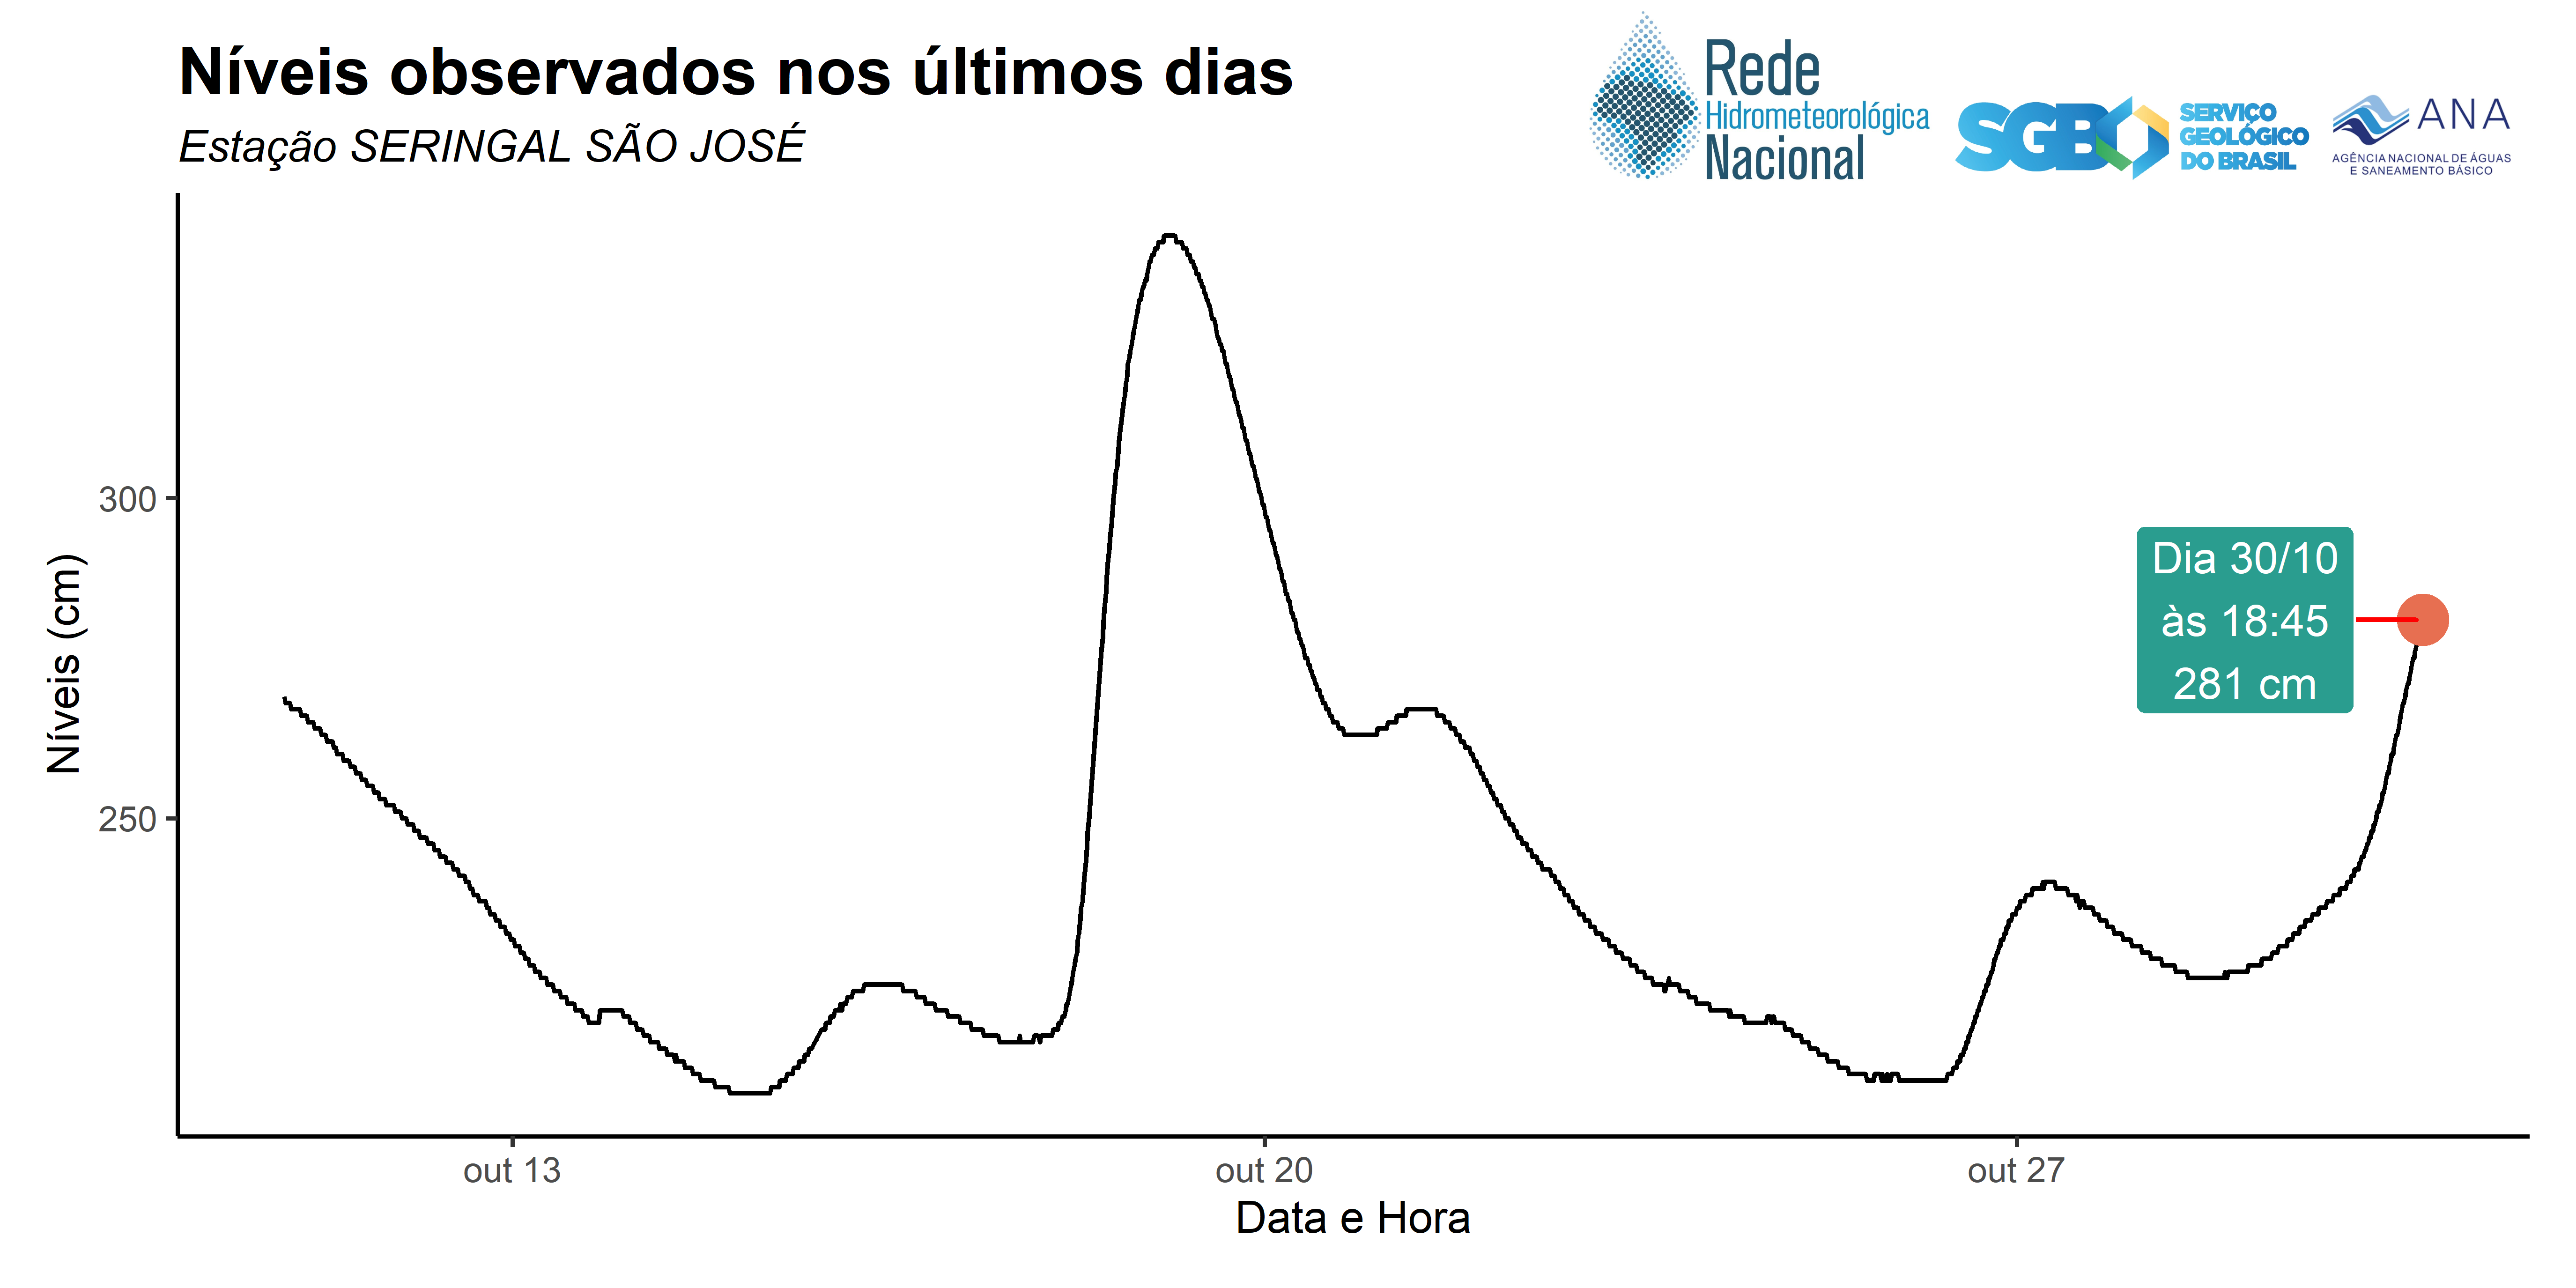 Níveis observados nos últimos dias
Estação SERINGAL SÃO JOSÉ
Rede
Hidrometeorológica
Nacional
SGB
SERVIÇO
GEOLÓGICO
DO BRASIL
ANA
AGÊNCIA NACIONAL DE ÁGUAS
E SANEAMENTO BÁSICO
Níveis (cm)
300
250
Dia 30/10
às 18:45
281 cm
out 13
out 20
out 27
Data e Hora